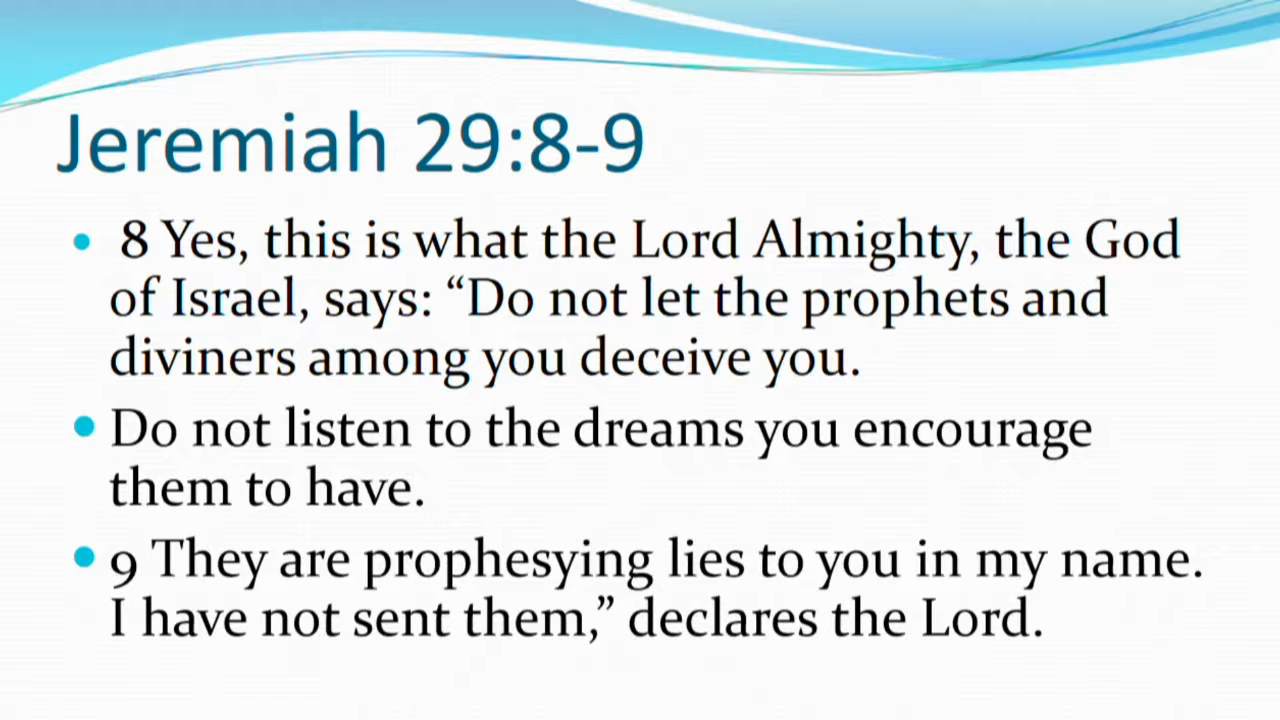 Jeremiah 29:8-9
• 8 Yes, this is what the Lord Almighty, the God
of Israel, says: “Do not let the prophets and
diviners among you deceive you.
• Do not listen to the dreams you encourage
them to have.
• 9 They are prophesying lies to you in my name.
I have not sent them,” declares the Lord.